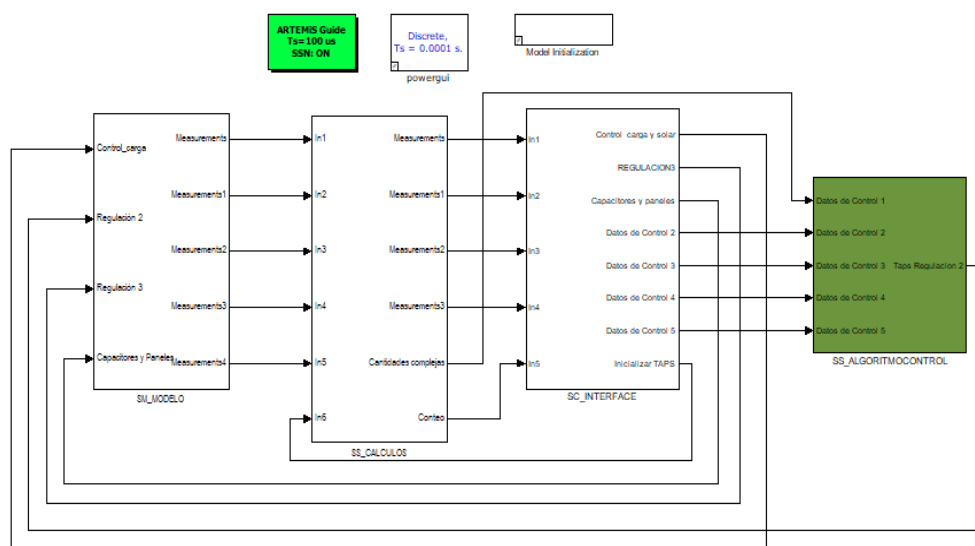 ARTEMiS Guide
Ts=100 us
SSN: ON
Discrete,
Ts = 0.0001 s.
powergui
Model Initialization
Control_carga
Regulación 2
Regulación 3
Capacitores y Paneles
Measurements
Measurements1
Measurements2
Measurements3
Measurements4
SM_MODELO
In1
In2
In3
In4
In5
In6
Measurements
Measurements1
Measurements2
Measurements3
Cantidades complejas
Conteo
SS_CALCULOS
In1
In2
In3
In4
In5
Control carga y solar
REGULACION3
Capacitores y paneles
Datos de Control 2
Datos de Control 3
Datos de Control 4
Datos de Control 5
Inicializar TAPS
SC_INTERFACE
Datos de Control 1
Datos de Control 2
Datos de Control 3
Datos de Control 4
Datos de Control 5
Taps Regulacion 2
SS_ALGORITMOCONTROL